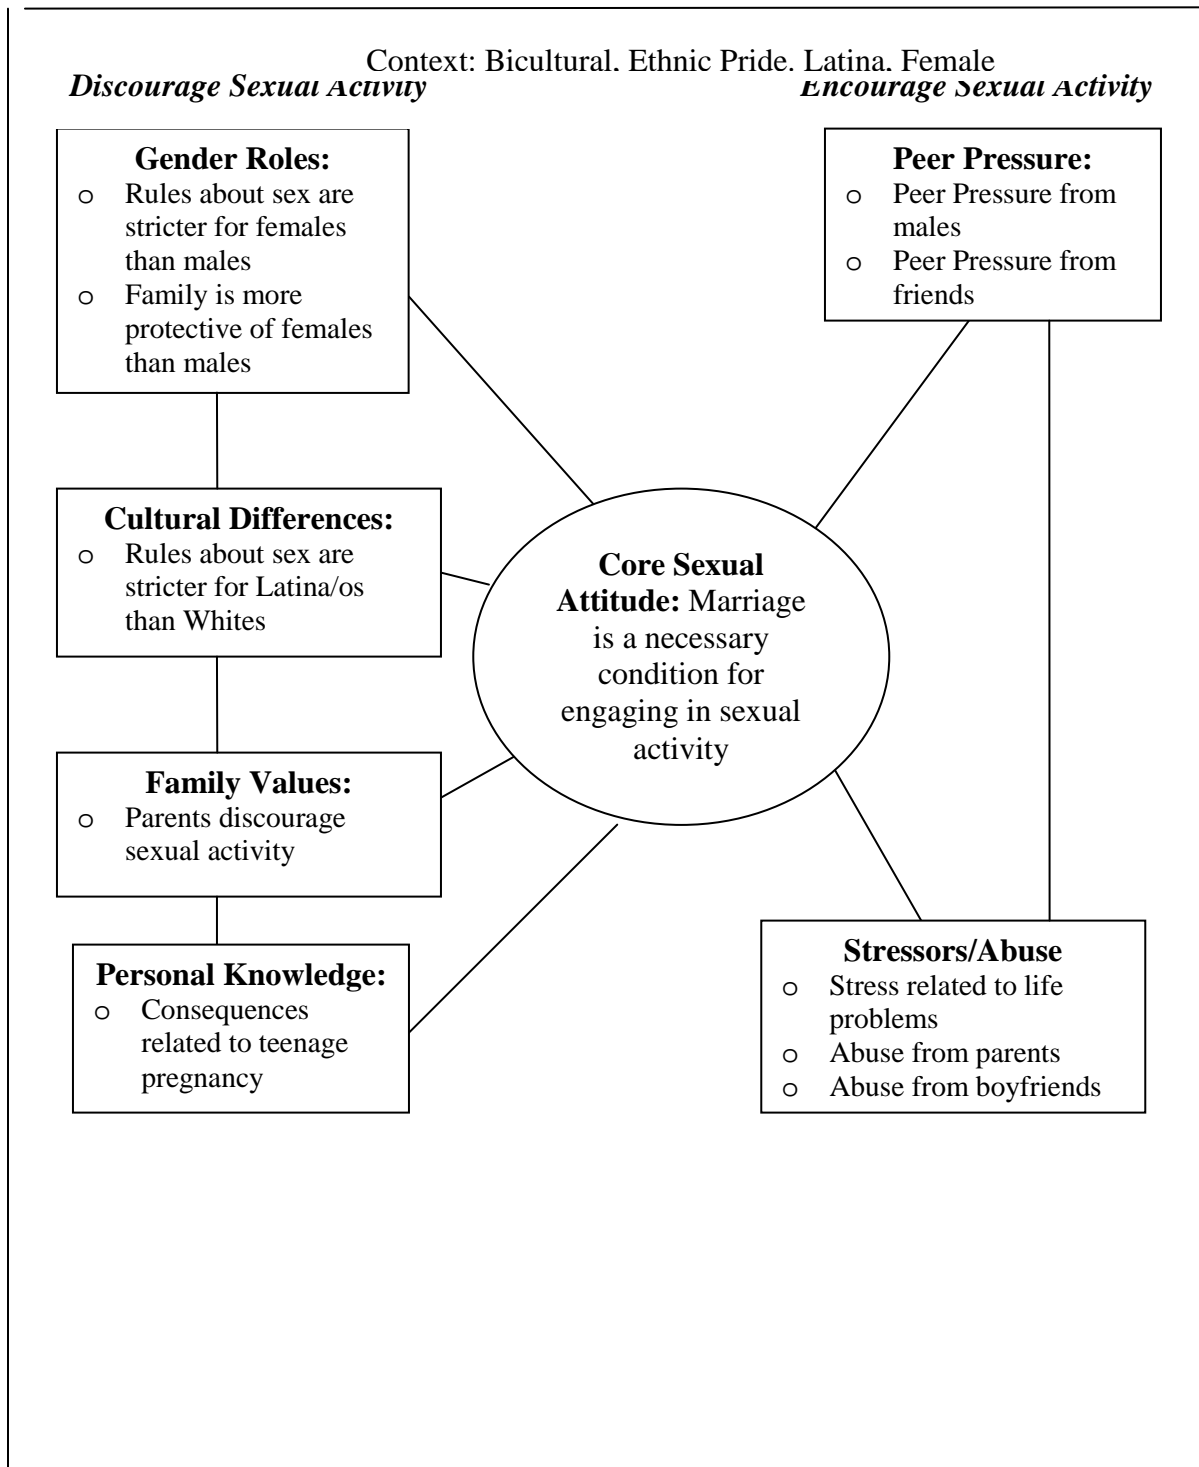 Context: Bicultural, Ethnic Pride, Latina, Female
Discourage Sexual Activity
Encourage Sexual Activity
Gender Roles:
o Rules about sex are
stricter for females
than males
o Family is more
protective of females
than males
Peer Pressure:
o Peer Pressure from
males
o Peer Pressure from
friends
Cultural Differences:
o Rules about sex are
stricter for Latina/os
than Whites
Core Sexual
Attitude: Marriage
is a necessary
condition for
engaging in sexual
activity
Family Values:
o Parents discourage
sexual activity
Personal Knowledge:
o Consequences
related to teenage
pregnancy
Stressors/Abuse
o Stress related to life
problems
o Abuse from parents
o Abuse from boyfriends